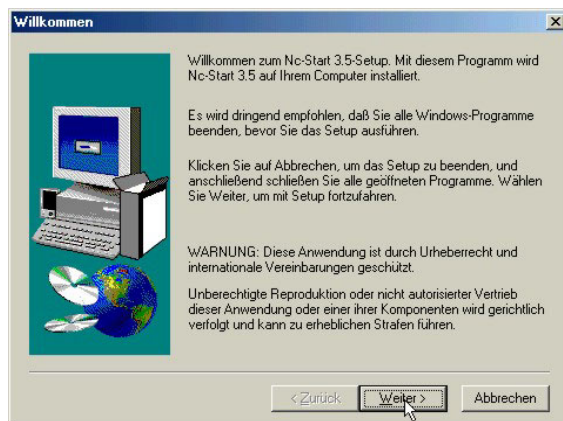 Willkommen
Willkommen zum Nc-Start 3.5-Setup. Mit diesem Programm wird
Nc-Start 3.5 auf Ihrem Computer installiert.
Es wird dringend empfohlen, daß Sie alle Windows-Programme
beenden, bevor Sie das Setup ausführen.
Klicken Sie auf Abbrechen, um das Setup zu beenden, und
anschließend schließen Sie alle geöffneten Programme. Wählen
Sie Weiter, um mit Setup fortzufahren.
WARNUNG: Diese Anwendung ist durch Urheberrecht und
internationale Vereinbarungen geschützt.
Unberechtigte Reproduktion oder nicht autorisierter Vertrieb
dieser Anwendung oder einer ihrer Komponenten wird gerichtlich
verfolgt und kann zu erheblichen Strafen führen.
< Zurück Weiter > Abbrechen